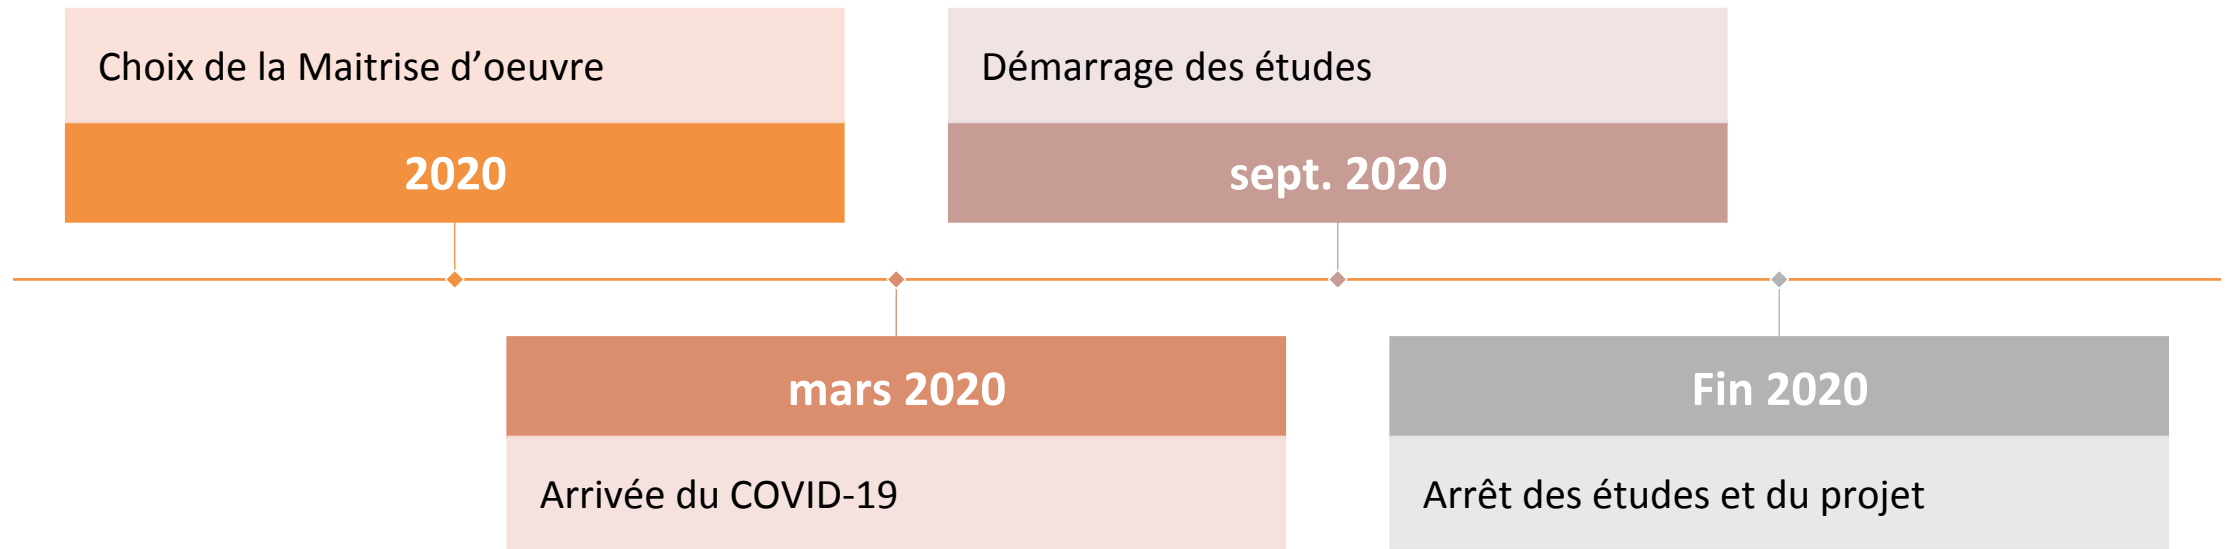 Choix de la Maitrise d’oeuvre
2020
mars 2020
Arrivée du COVID-19
Démarrage des études
sept. 2020
Fin 2020
Arrêt des études et du projet